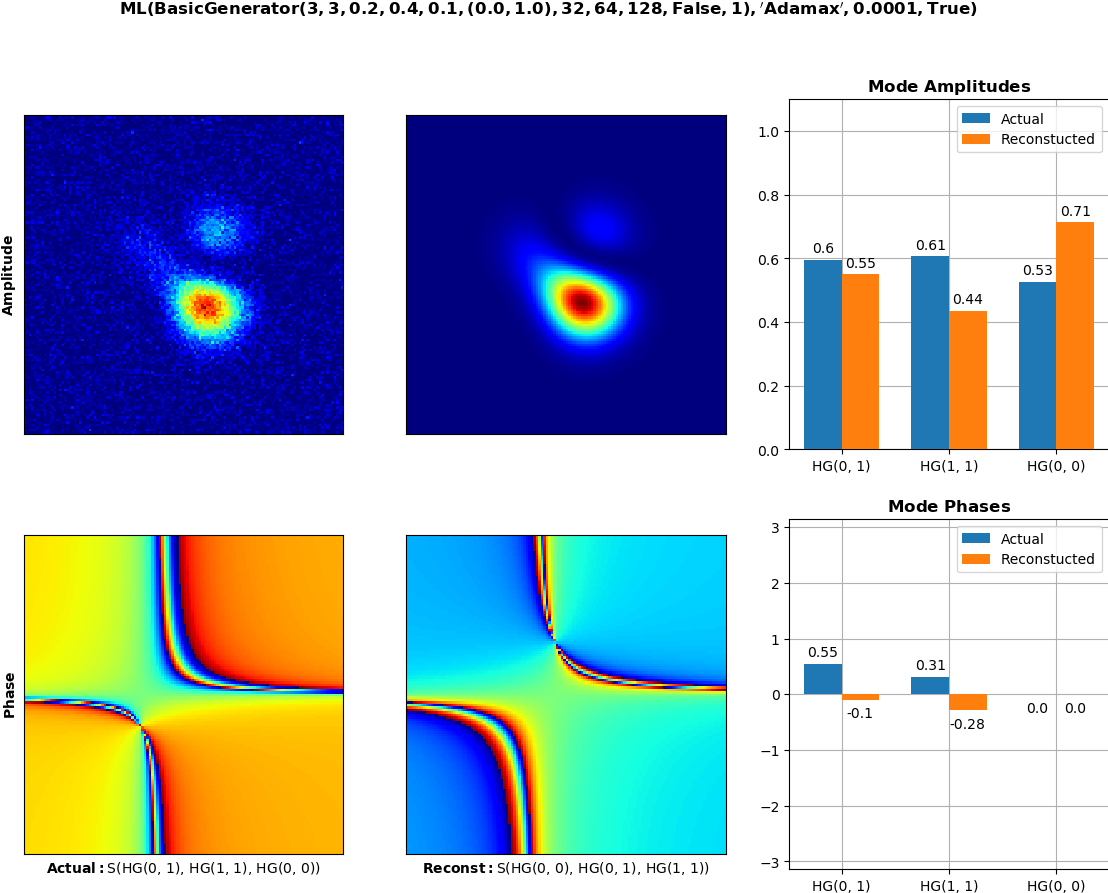 ML(BasicGenerator(3, 3, 0.2, 0.4, 0.1, (0.0, 1.0), 32, 64, 128, False, 1), ′Adamax′, 0.0001, True)
Mode Amplitudes
Amplitude
1.0
0.8
0.6
0.4
0.2
0.0
Actual
Reconstucted
0.6
0.55
0.61
0.44
0.53
0.71
HG(0, 1)
HG(1, 1)
HG(0, 0)
Mode Phases
Phase
3
2
1
0
−1
−2
−3
Actual
Reconstucted
0.55
-0.1
0.31
-0.28
0.0
0.0
HG(0, 1)
HG(1, 1)
HG(0, 0)
Actual: S(HG(0, 1), HG(1, 1), HG(0, 0))
Reconst: S(HG(0, 0), HG(0, 1), HG(1, 1))